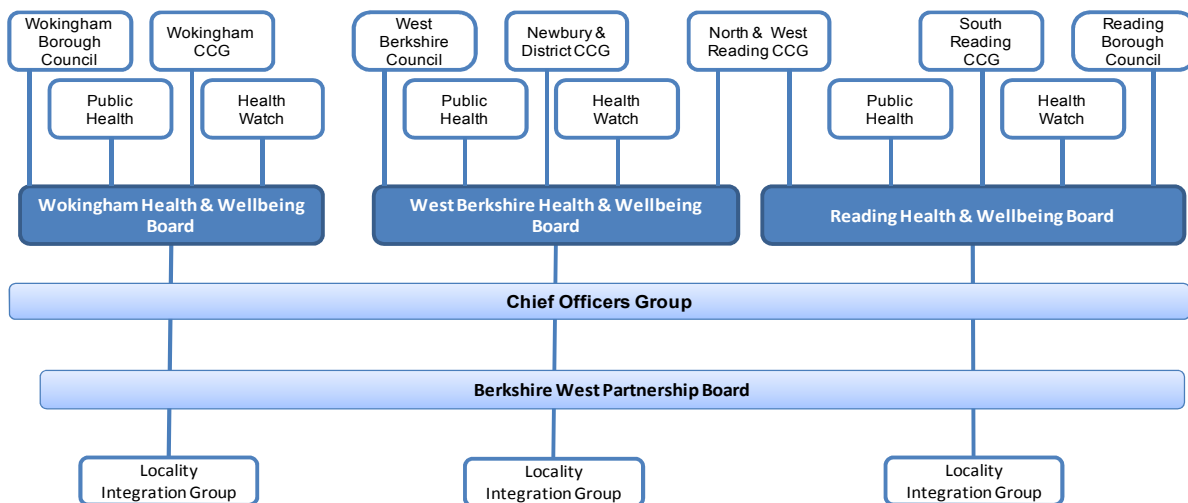 Wokingham
Borough
Council
Wokingham
CCG
West
Berkshire
Council
Newbury &
District CCG
North & West
Reading CCG
South
Reading
CCG
Reading
Borough
Council
Public
Health
Health
Watch
Public
Health
Health
Watch
Public
Health
Health
Watch
Wokingham Health & Wellbeing
Board
West Berkshire Health & Wellbeing
Board
Reading Health & Wellbeing Board
Chief Officers Group
Berkshire West Partnership Board
Locality
Integration Group
Locality
Integration Group
Locality
Integration Group